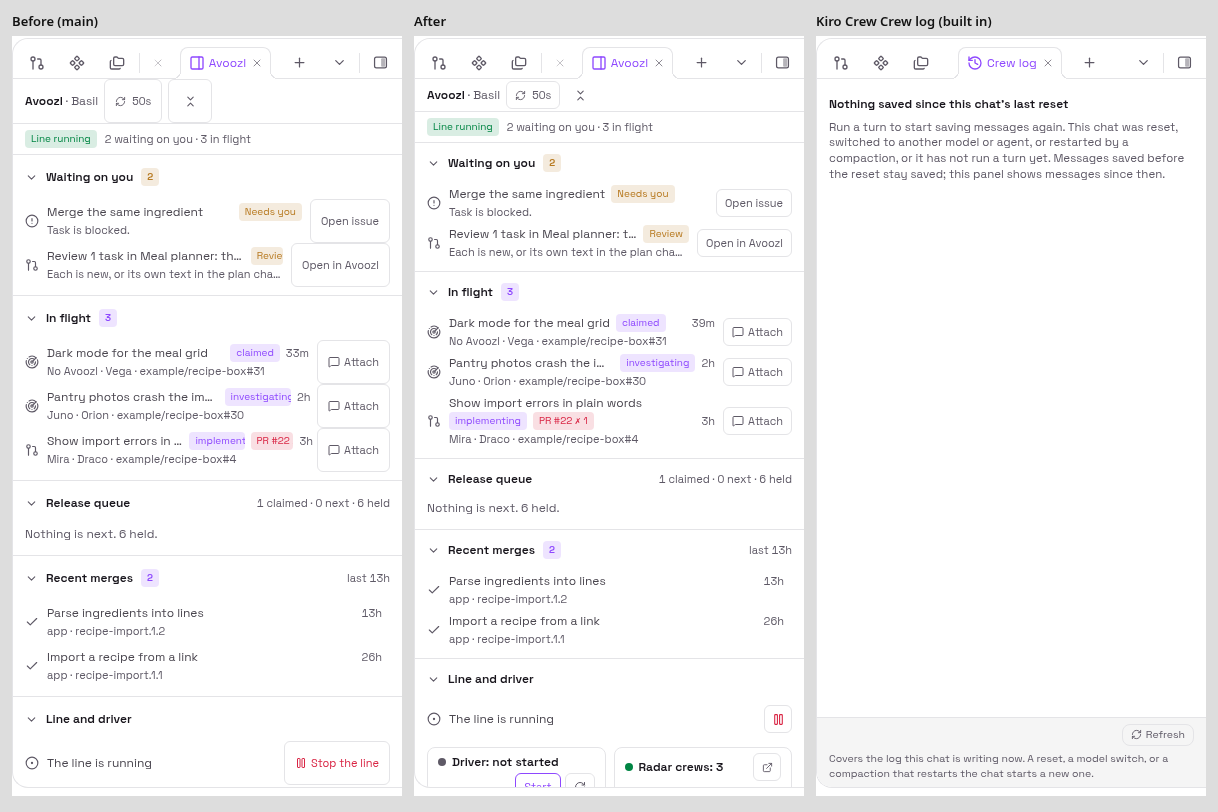 Before (main)
Avoozl
Avoozl · Basil
50s
Line running
2 waiting on you · 3 in flight
Waiting on you
2
Merge the same ingredient
Needs you
Task is blocked.
Open issue
Review 1 task in Meal planner: th...
Revie
Each is new, or its own text in the plan cha...
Open in Avoozl
In flight
3
Dark mode for the meal grid
claimed
33m
No Avoozl · Vega · example/recipe-box#31
Attach
Pantry photos crash the im...
investigating
2h
Juno · Orion · example/recipe-box#30
Attach
Show import errors in ...
implement
PR #22
3h
Mira · Draco · example/recipe-box#4
Attach
Release queue
1 claimed · 0 next · 6 held
Nothing is next. 6 held.
Recent merges
2
last 13h
Parse ingredients into lines
13h
app · recipe-import.1.2
Import a recipe from a link
26h
app · recipe-import.1.1
Line and driver
The line is running
Stop the line
After
Avoozl
Avoozl · Basil
50s
Line running
2 waiting on you · 3 in flight
Waiting on you
2
Merge the same ingredient
Needs you
Task is blocked.
Open issue
Review 1 task in Meal planner: t...
Review
Each is new, or its own text in the plan cha...
Open in Avoozl
In flight
3
Dark mode for the meal grid
claimed
39m
No Avoozl · Vega · example/recipe-box#31
Attach
Pantry photos crash the i...
investigating
2h
Juno · Orion · example/recipe-box#30
Attach
Show import errors in plain words
implementing
PR #22 ✗ 1
3h
Mira · Draco · example/recipe-box#4
Attach
Release queue
1 claimed · 0 next · 6 held
Nothing is next. 6 held.
Recent merges
2
last 13h
Parse ingredients into lines
13h
app · recipe-import.1.2
Import a recipe from a link
26h
app · recipe-import.1.1
Line and driver
The line is running
Driver: not started
Start
Radar crews: 3
Kiro Crew Crew log (built in)
Crew log
Nothing saved since this chat's last reset
Run a turn to start saving messages again. This chat was reset,
switched to another model or agent, or restarted by a
compaction, or it has not run a turn yet. Messages saved before
the reset stay saved; this panel shows messages since then.
Refresh
Covers the log this chat is writing now. A reset, a model switch, or a
compaction that restarts the chat starts a new one.